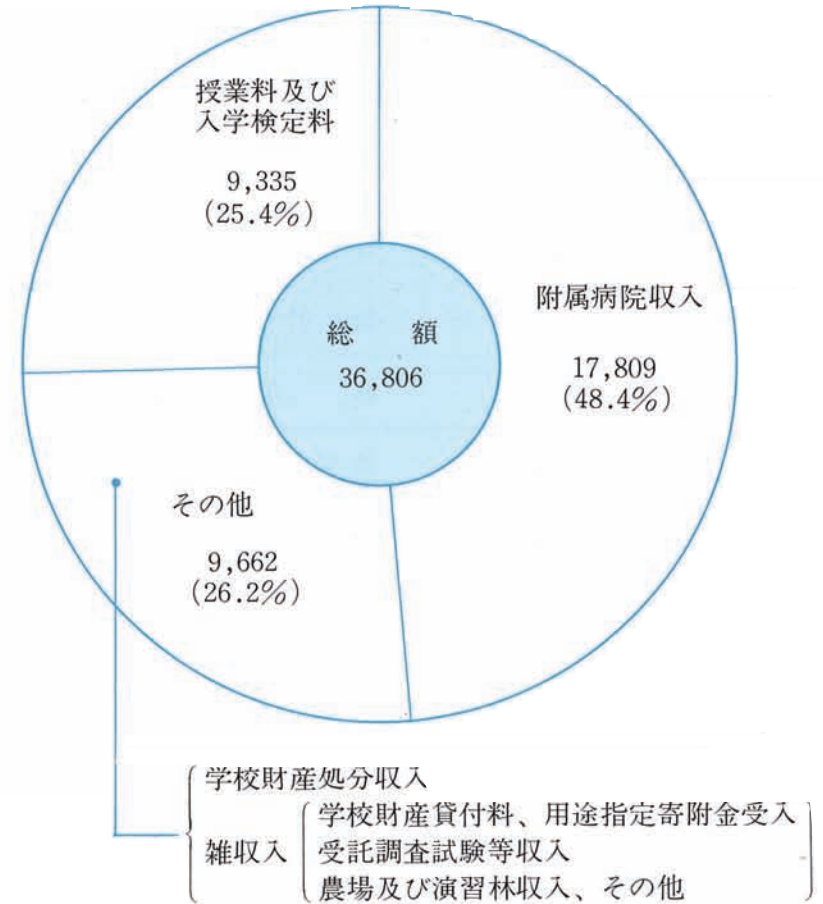 授業料及び
入学検定料
9,335
(25.4%)
附属病院収入
17,809
(48.4%)
総額
36,806
その他
9,662
(26.2%)
学校財産処分収入
雑収入
学校財産貸付料、用途指定寄附金受入
受託調査試験等収入
農場及び演習林収入、その他